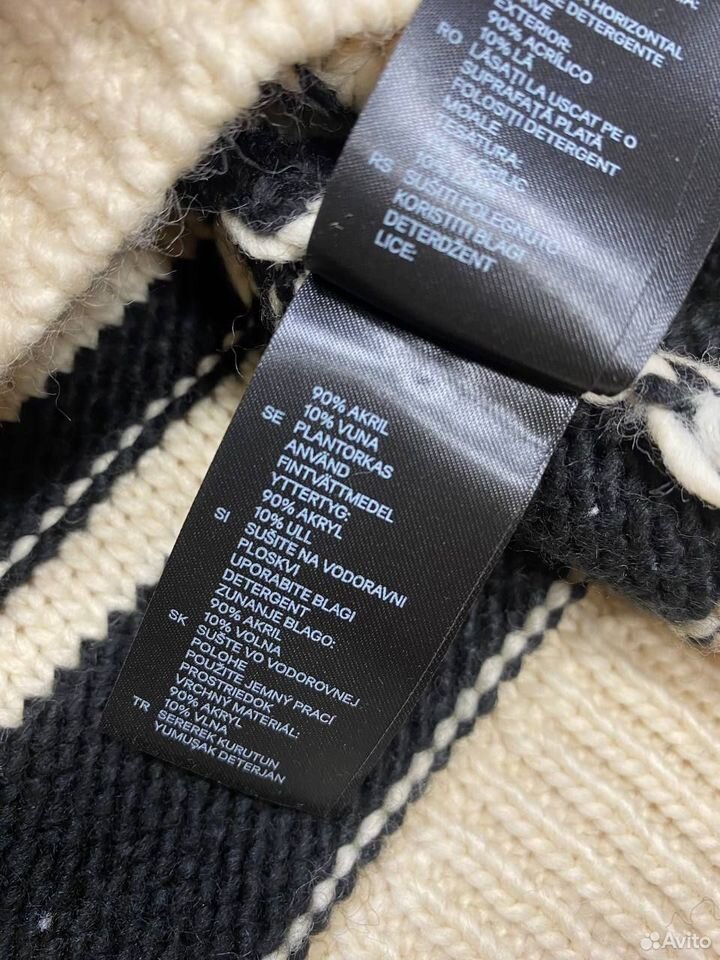 A HORIZONTAL
DETERGENTE
EXTERIOR:
90% ACRÍLICO
10% LÃ
RO LĂSAȚI LA USCAT PE O
SUPRAFAȚĂ PLATĂ
POLOSITI DETERGENT
MOALE
ȚESĂTURA:
RS SUŠITI POLEGNUTO
KORISTITI BLAGI
DETERDŽENT
LICE:
90% AKRIL
10% VUNA
SE PLANTORKAS
ANVÄND
FINTVÄTTMEDEL
YTTERTYG:
90% AKRYL
10% ULL
SI SUŠITE NA VODORAVNI
PLOSKVI
UPORABITE BLAGI
DETERGENT
ZUNANJE BLAGO:
90% AKRIL
10% VOLNA
SK SUŠTE VO VODOROVNEJ
POLOHE
POUŽITE JEMNÝ PRACÍ
PROSTRIEDOK
VRCHNÝ MATERIÁL:
90% AKRYL
10% VLNA
TR SEREREK KURUTUN
YUMUŞAK DETERJAN
Avito